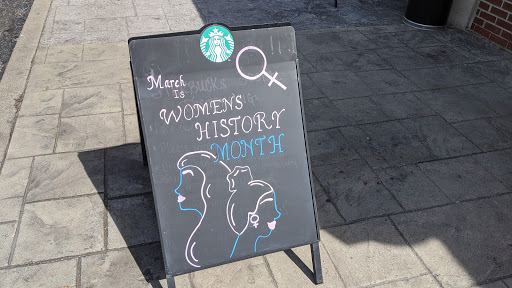 March
Is
WOMENS
HISTORY
MONTH